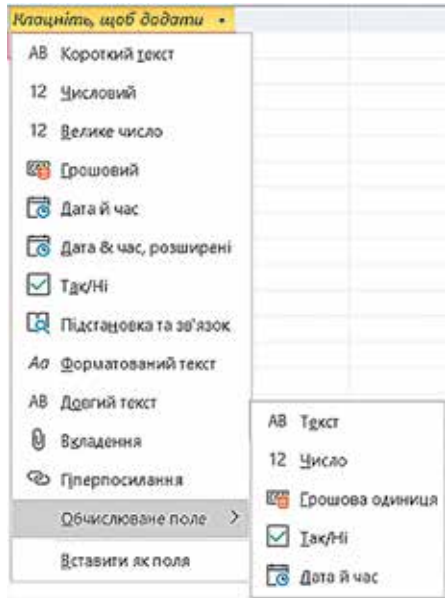 Клацніть, щоб додати
AB Короткий текст
12 Числовий
12 Велике число
Грошовий
Дата й час
Дата & час, розширені
Так/Ні
Підстановка та зв'язок
Aa Форматований текст
AB Довгий текст
Вкладення
Гіперпосилання
Обчислюване поле >
Вставити як поля
AB Текст
12 Число
Грошова одиниця
Так/Ні
Дата й час